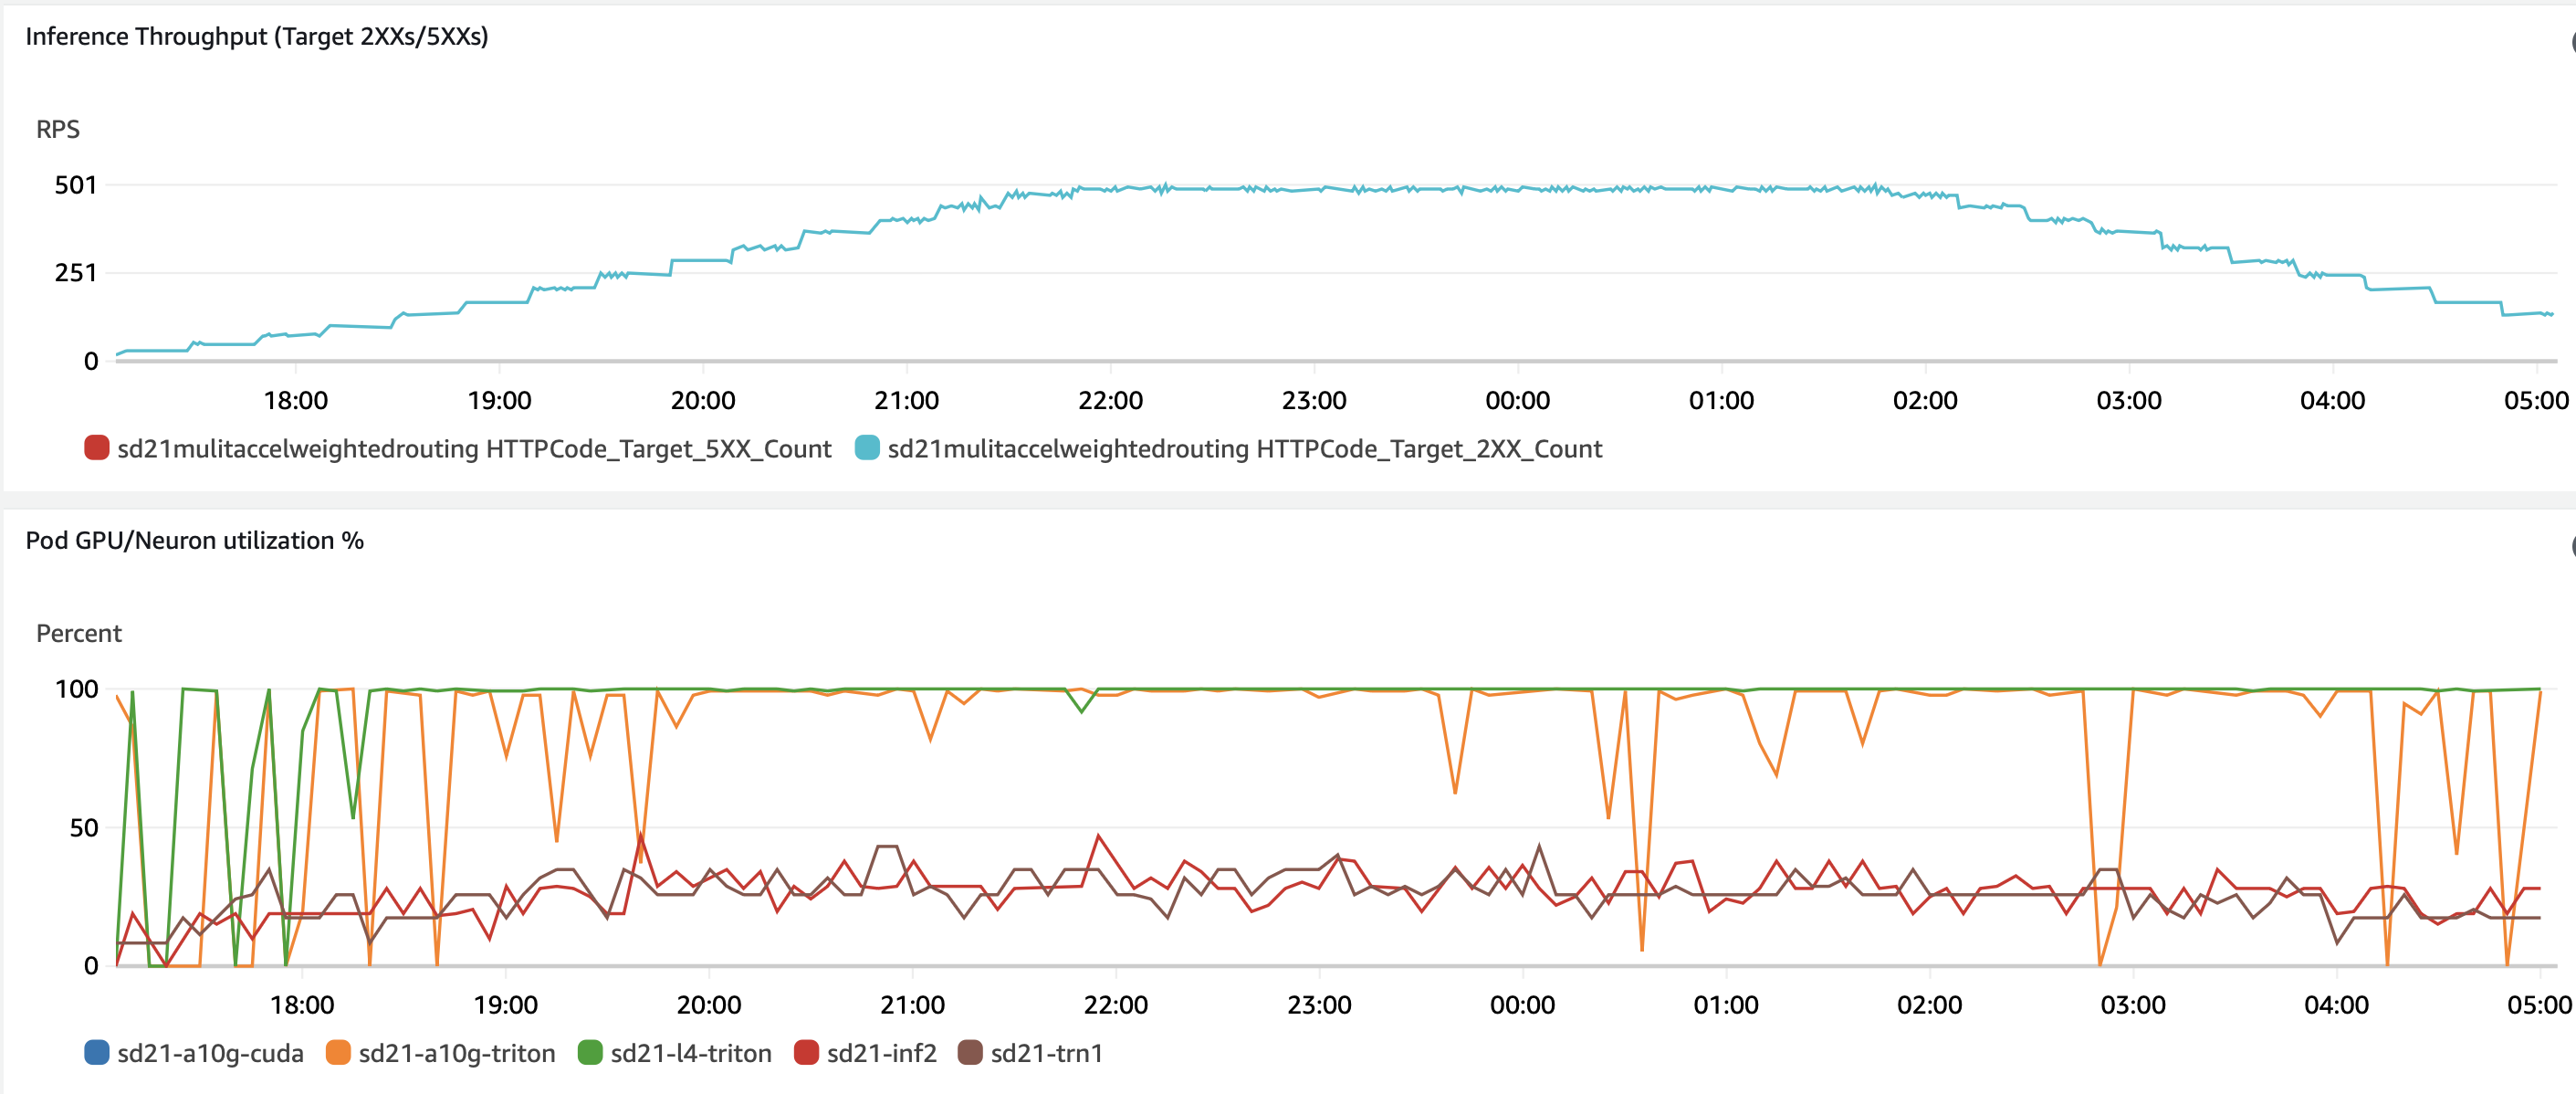 Inference Throughput (Target 2XXs/5XXs)
RPS
501
251
0
18:00 19:00 20:00 21:00 22:00 23:00 00:00 01:00 02:00 03:00 04:00 05:00
sd21mulitaccelweightedrouting HTTPCode_Target_5XX_Count sd21mulitaccelweightedrouting HTTPCode_Target_2XX_Count
Pod GPU/Neuron utilization %
Percent
100
50
0
18:00 19:00 20:00 21:00 22:00 23:00 00:00 01:00 02:00 03:00 04:00 05:00
sd21-a10g-cuda sd21-a10g-triton sd21-l4-triton sd21-inf2 sd21-trn1